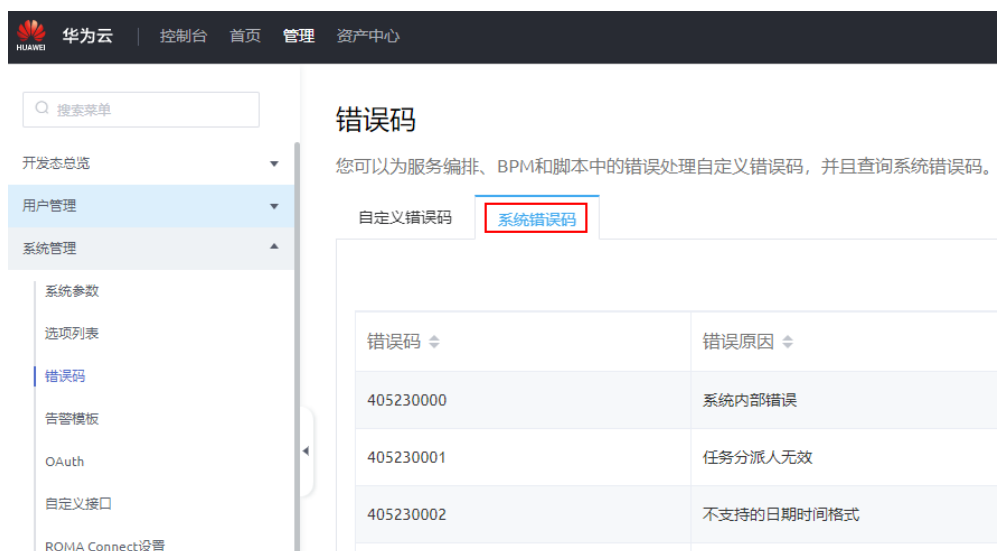 HUAWEI 华为云 | 控制台 首页 管理 资产中心
搜索菜单
开发态总览
用户管理
系统管理
系统参数
选项列表
错误码
告警模板
OAuth
自定义接口
ROMA Connect设置
错误码
您可以为服务编排、BPM和脚本中的错误处理自定义错误码，并且查询系统错误码。
自定义错误码 系统错误码
错误码 错误原因
405230000 系统内部错误
405230001 任务分派人无效
405230002 不支持的日期时间格式